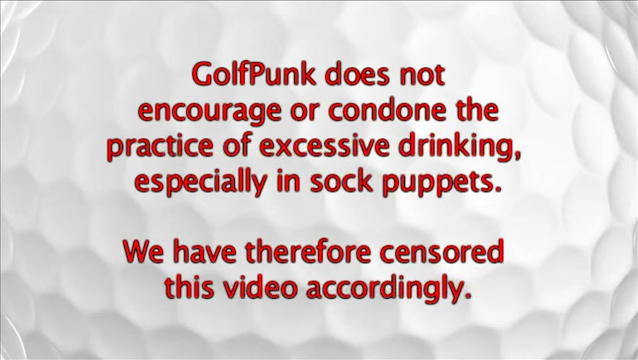 GolfPunk does not
encourage or condone the
practice of excessive drinking,
especially in sock puppets.
We have therefore censored
this video accordingly.